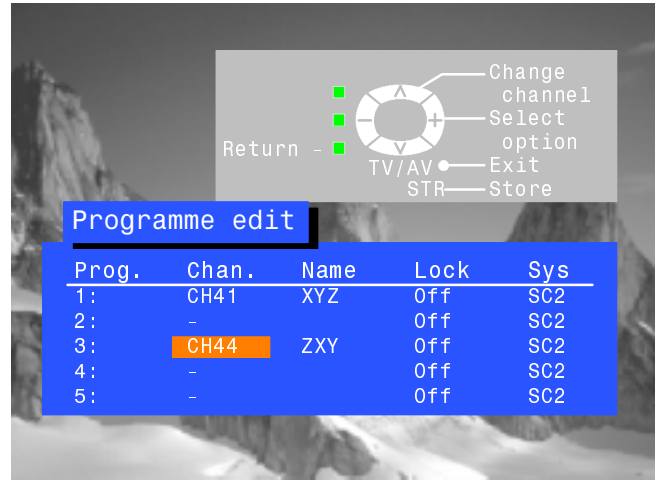 Change
channel
Select
option
Return -
TV/AV Exit
STR Store
Programme edit
Prog. Chan. Name Lock Sys
1: CH41 XYZ Off SC2
2: - Off SC2
3: CH44 ZXY Off SC2
4: - Off SC2
5: - Off SC2